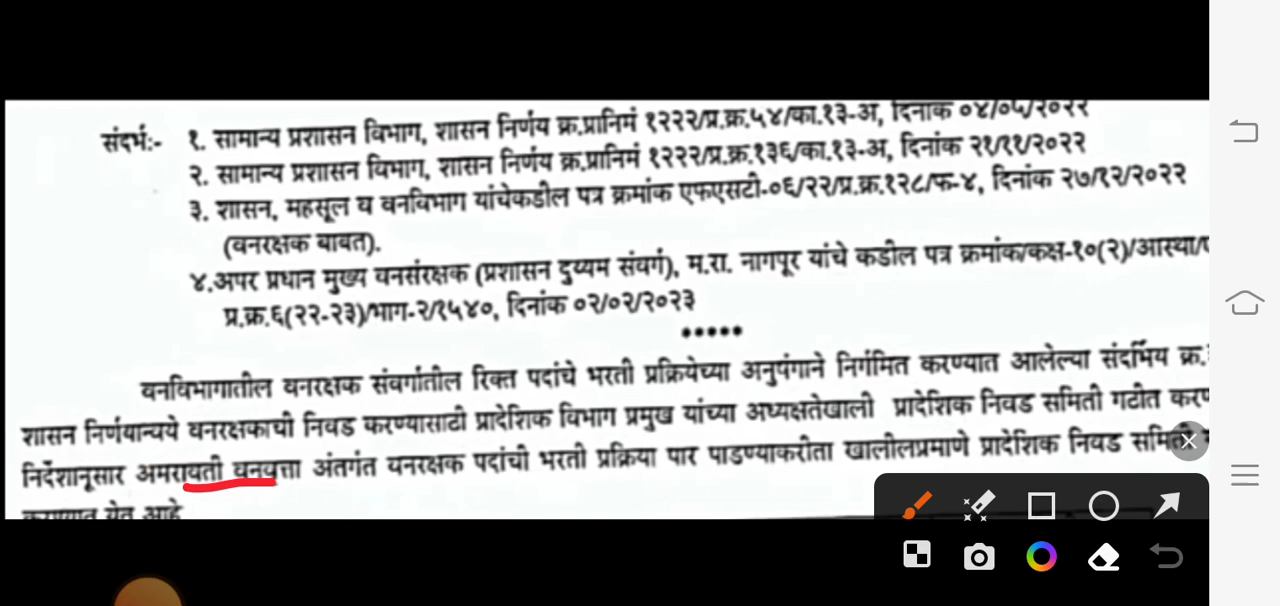 संदर्भः- १. सामान्य प्रशासन विभाग, शासन निर्णय क्र.प्रानिमं १२२२/प्र.क्र.५४/का.१३-अ, दिनांक ०४/०५/२०२२
२. सामान्य प्रशासन विभाग, शासन निर्णय क्र.प्रानिमं १२२२/प्र.क्र.१३६/का.१३-अ, दिनांक २१/११/२०२२
३. शासन, महसूल व वनविभाग यांचेकडील पत्र क्रमांक एफएसटी-०६/२२/प्र.क्र.१२८/फ-४, दिनांक २७/१२/२०२२
(वनरक्षक बाबत).
४.अपर प्रधान मुख्य वनसंरक्षक (प्रशासन दुय्यम संवर्ग), म.रा. नागपूर यांचे कडील पत्र क्रमांक/कक्ष-१०(२)/आस्था/
प्र.क्र.६(२२-२३)/भाग-२/१५४०, दिनांक ०२/०२/२०२३
•••••
वनविभागातील वनरक्षक संवर्गातील रिक्त पदांचे भरती प्रक्रियेच्या अनुषंगाने निर्गमित करण्यात आलेल्या संदर्भिय क्र.
शासन निर्णयान्वये वनरक्षकाची निवड करण्यासाठी प्रादेशिक विभाग प्रमुख यांच्या अध्यक्षतेखाली प्रादेशिक निवड समिती गठीत
निर्देशानूसार अमरावती वनवृत्ता अंतर्गत वनरक्षक पदांची भरती प्रक्रिया पार पाडण्याकरीता खालीलप्रमाणे प्रादेशिक निवड समिती
करण्यात येत आहे